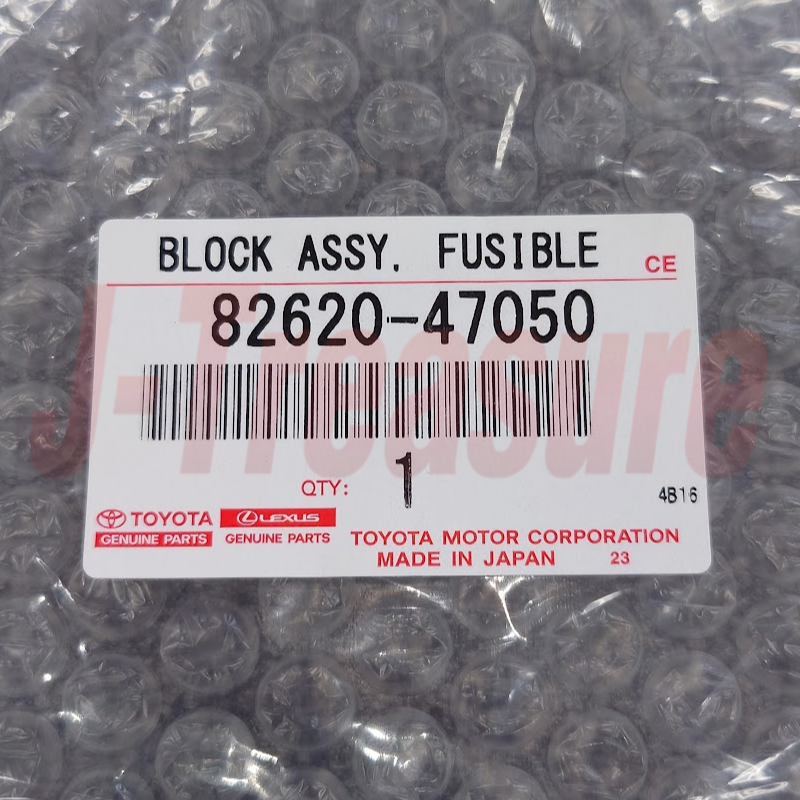 BLOCK ASSY, FUSIBLE
CE
82620-47050
J-Treasure
QTY: 1
4B16
TOYOTA
GENUINE PARTS
LEXUS
GENUINE PARTS
TOYOTA MOTOR CORPORATION
MADE IN JAPAN 23